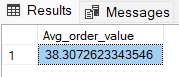 Results Messages
Avg_order_value
1 38.3072623343546